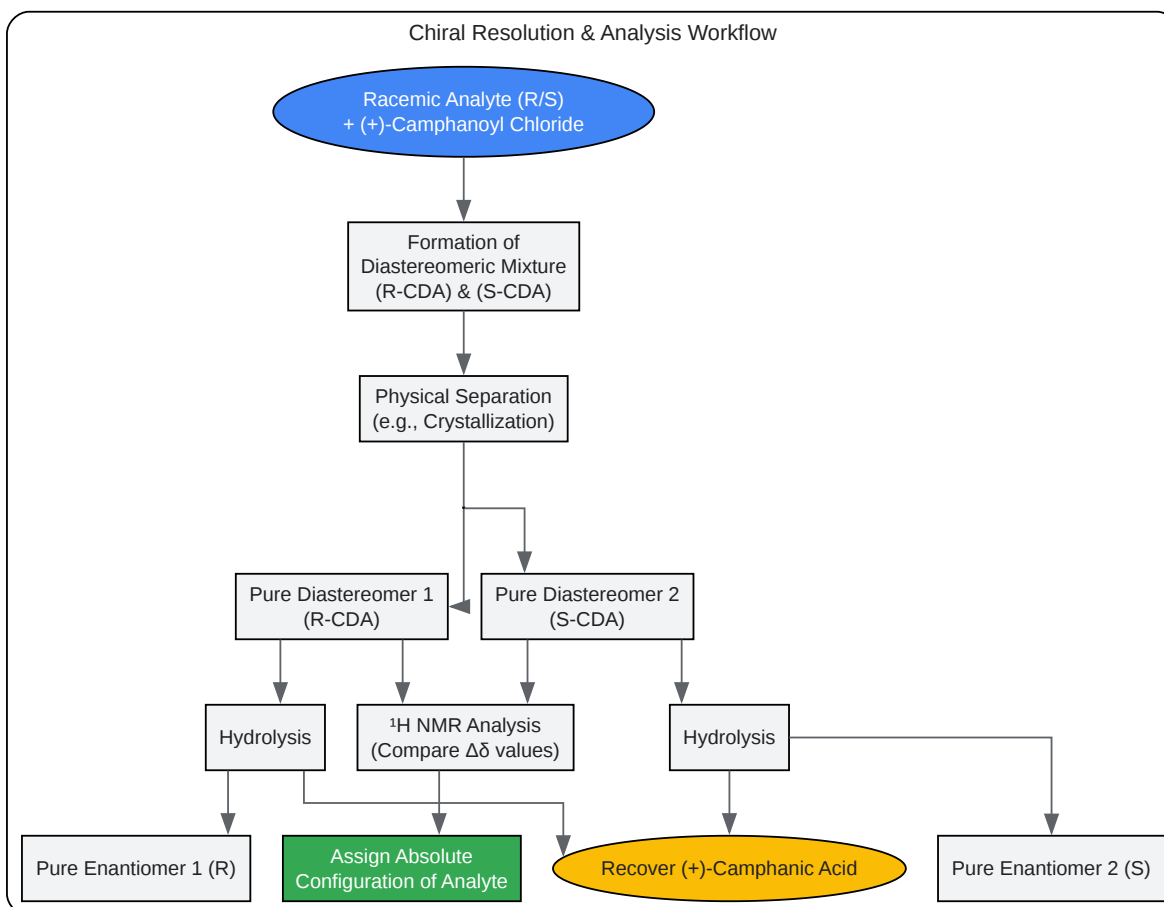 Chiral Resolution & Analysis Workflow
Racemic Analyte (R/S)
+ (+)-Camphanoyl Chloride
Formation of
Diastereomeric Mixture
(R-CDA) & (S-CDA)
Physical Separation
(e.g., Crystallization)
Pure Diastereomer 1
(R-CDA)
Pure Diastereomer 2
(S-CDA)
Hydrolysis
¹H NMR Analysis
(Compare Δδ values)
Hydrolysis
Pure Enantiomer 1 (R)
Assign Absolute
Configuration of Analyte
Recover (+)-Camphanic Acid
Pure Enantiomer 2 (S)